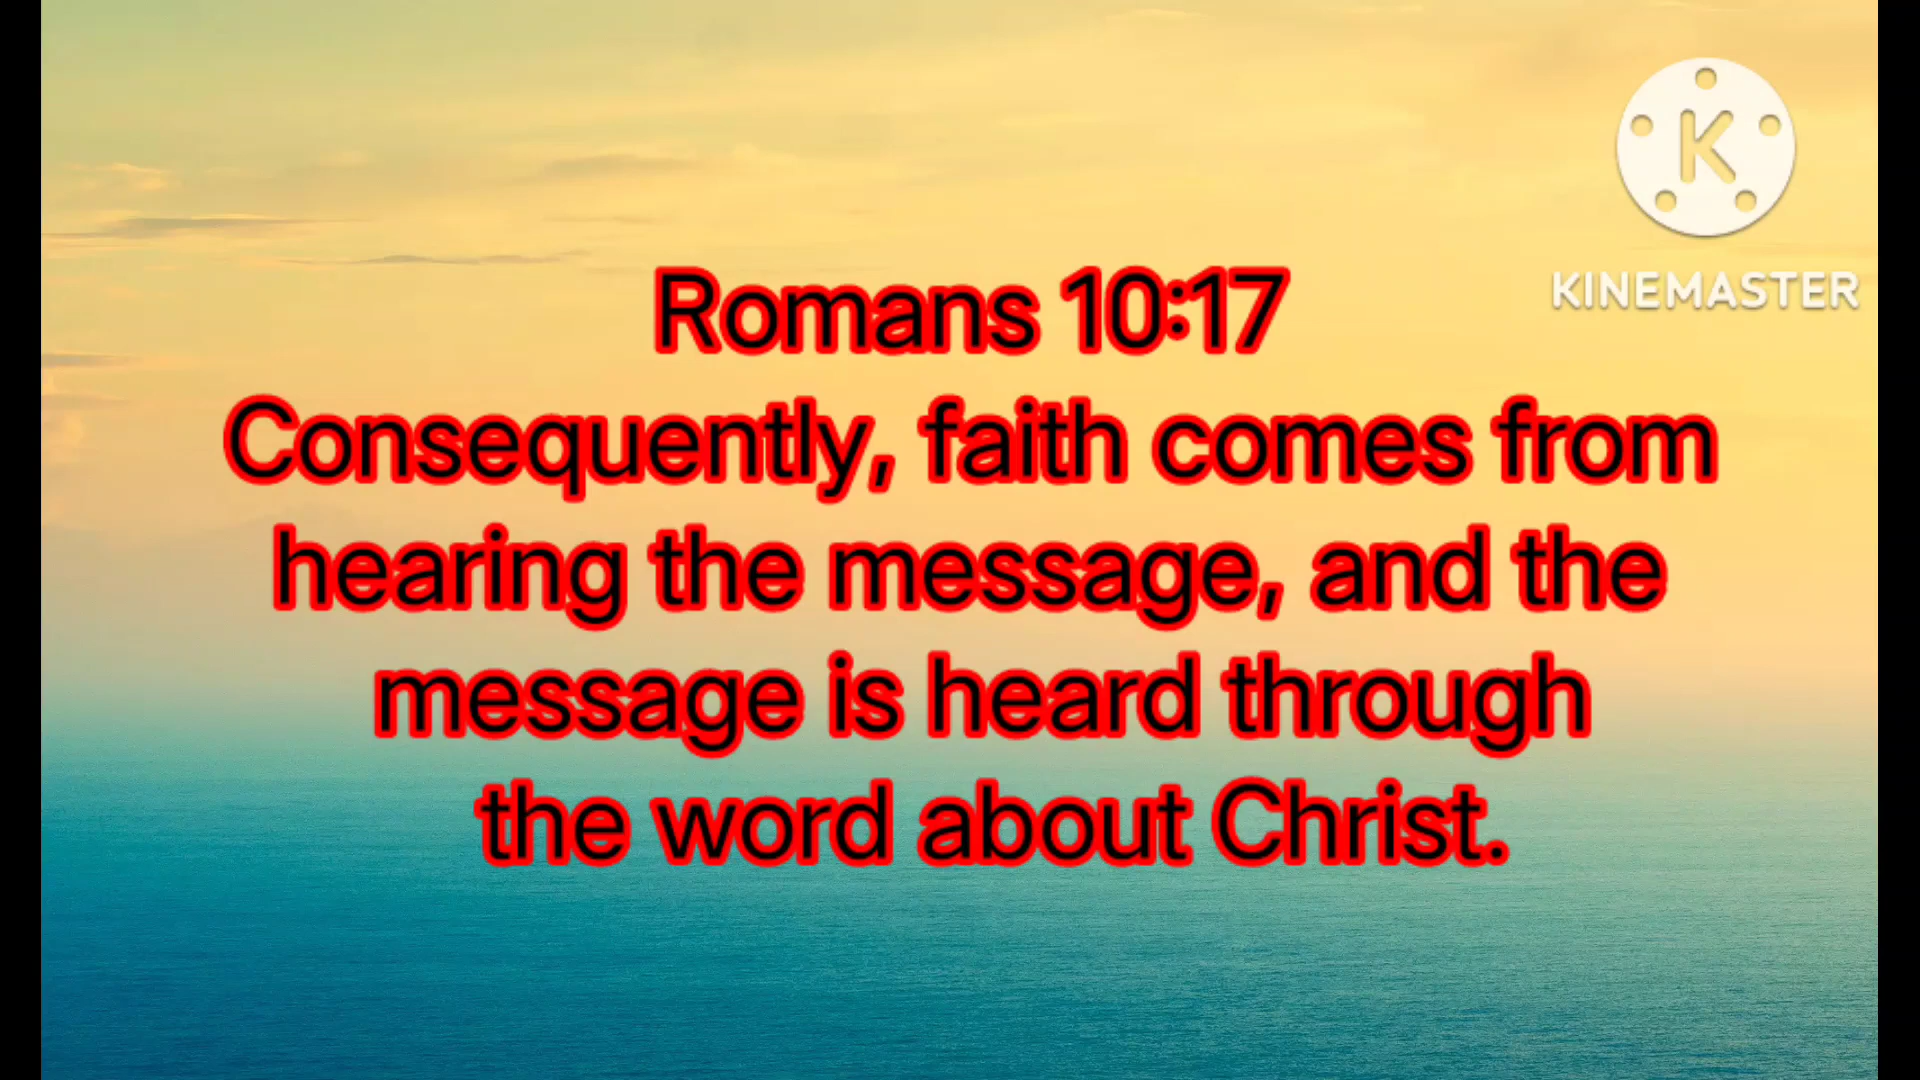 K
KINEMASTER
Romans 10:17
Consequently, faith comes from
hearing the message, and the
message is heard through
the word about Christ.